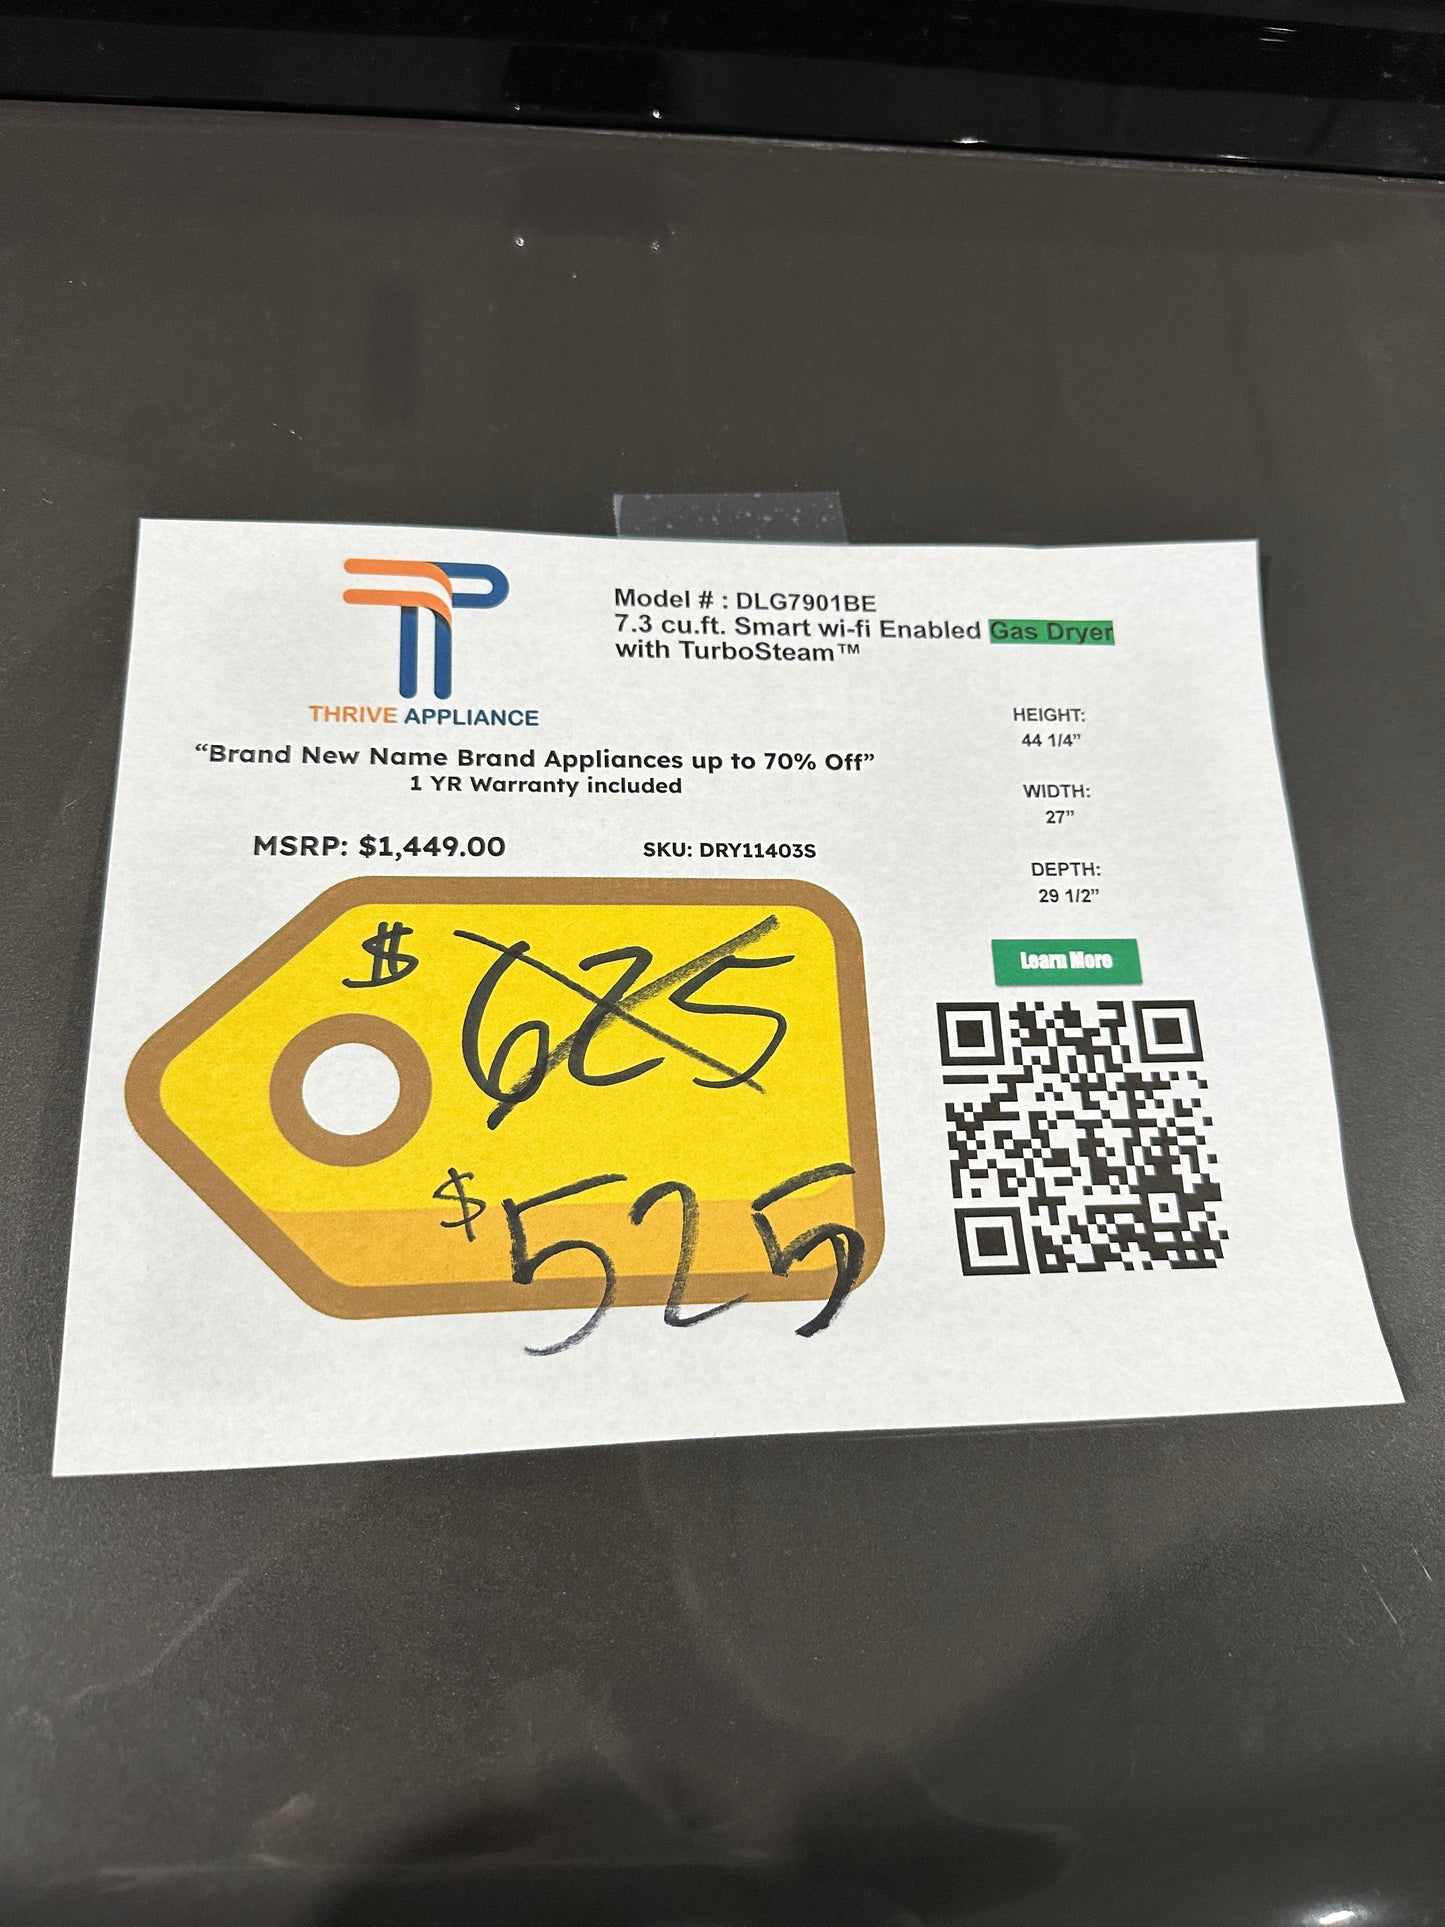 Model # : DLG7901BE
7.3 cu.ft. Smart wi-fi Enabled Gas Dryer
with TurboSteam™
THRIVE APPLIANCE
“Brand New Name Brand Appliances up to 70% Off”
1 YR Warranty included
MSRP: $1,449.00
SKU: DRY11403S
$ 625
$ 525
HEIGHT:
44 1/4”
WIDTH:
27”
DEPTH:
29 1/2”
Learn More